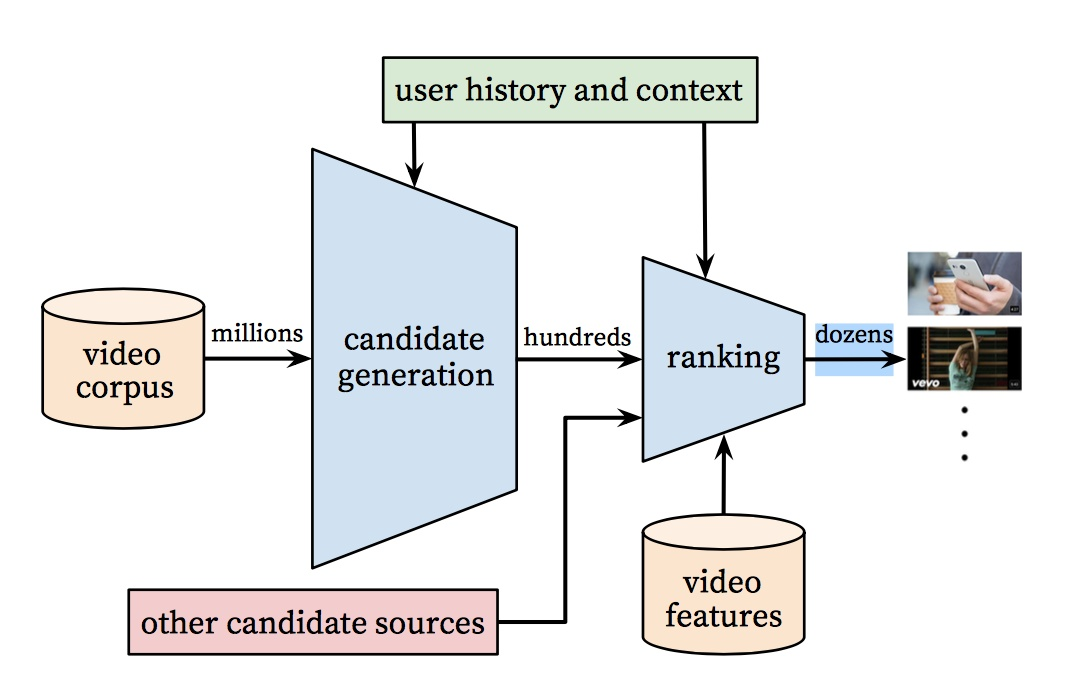 user history and context
millions
video
corpus
candidate
generation
hundreds
ranking
dozens
vevo
other candidate sources
video
features